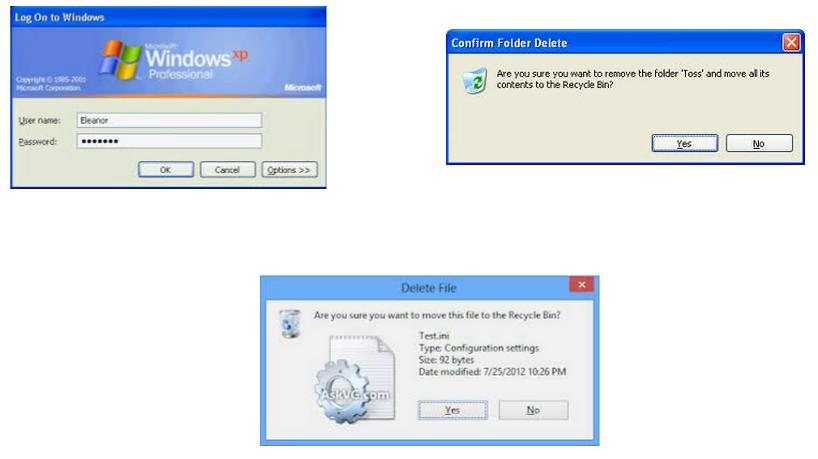 Log On to Windows
Microsoft
Windows xp
Professional
Copyright © 1985-2001
Microsoft Corporation
Microsoft
User name: Eleanor
Password: •••••••
OK Cancel Options >>
Confirm Folder Delete
Are you sure you want to remove the folder 'Toss' and move all its
contents to the Recycle Bin?
Yes No
Delete File
Are you sure you want to move this file to the Recycle Bin?
Test.ini
Type: Configuration settings
Size: 92 bytes
Date modified: 7/25/2012 10:26 PM
AskVG.com
Yes No